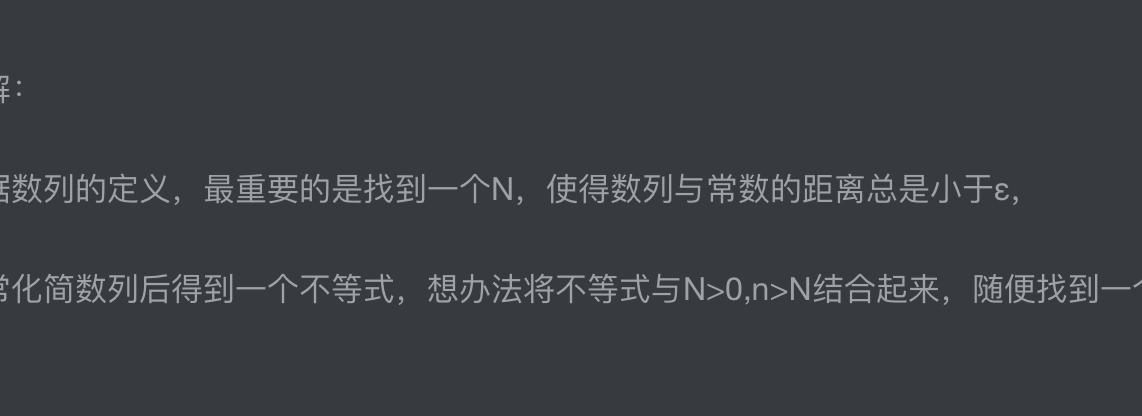 解：
据数列的定义，最重要的是找到一个N，使得数列与常数的距离总是小于ε，
常化简数列后得到一个不等式，想办法将不等式与N>0,n>N结合起来，随便找到一个